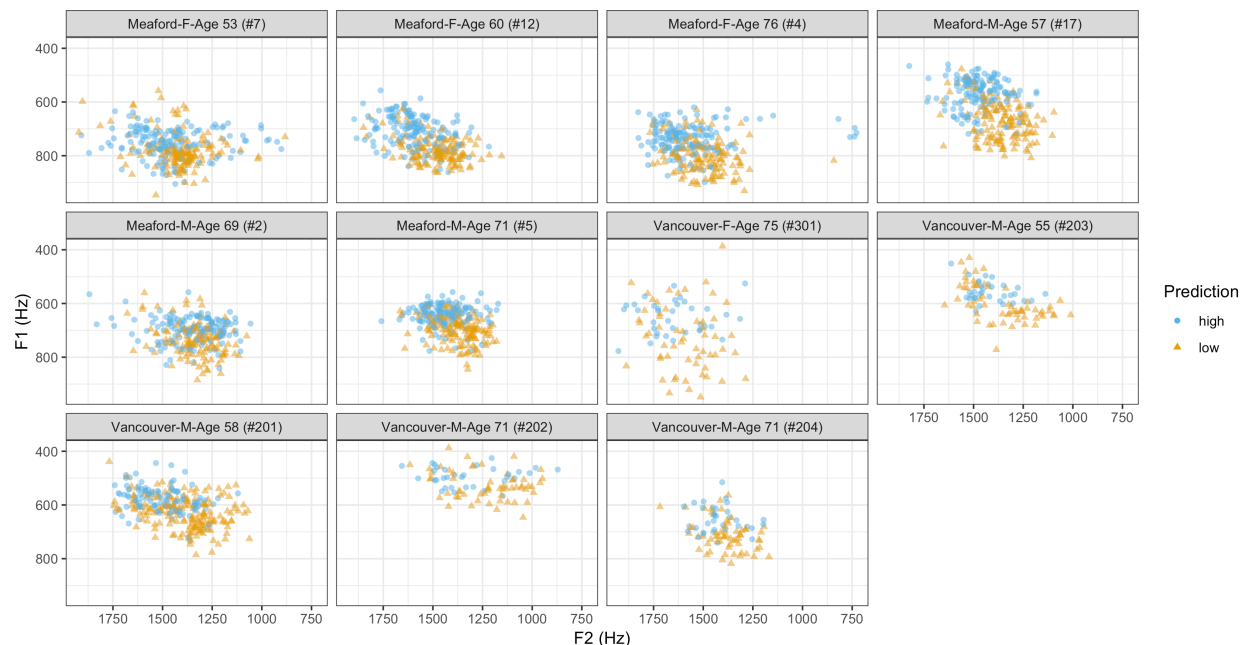 Meaford-F-Age 53 (#7)
Meaford-F-Age 60 (#12)
Meaford-F-Age 76 (#4)
Meaford-M-Age 57 (#17)
400
600
800
Meaford-M-Age 69 (#2)
Meaford-M-Age 71 (#5)
Vancouver-F-Age 75 (#301)
Vancouver-M-Age 55 (#203)
400
600
800
F1 (Hz)
1750 1500 1250 1000 750
Vancouver-M-Age 58 (#201)
Vancouver-M-Age 71 (#202)
Vancouver-M-Age 71 (#204)
400
600
800
1750 1500 1250 1000 750
1750 1500 1250 1000 750
1750 1500 1250 1000 750
F2 (Hz)
Prediction
high
low